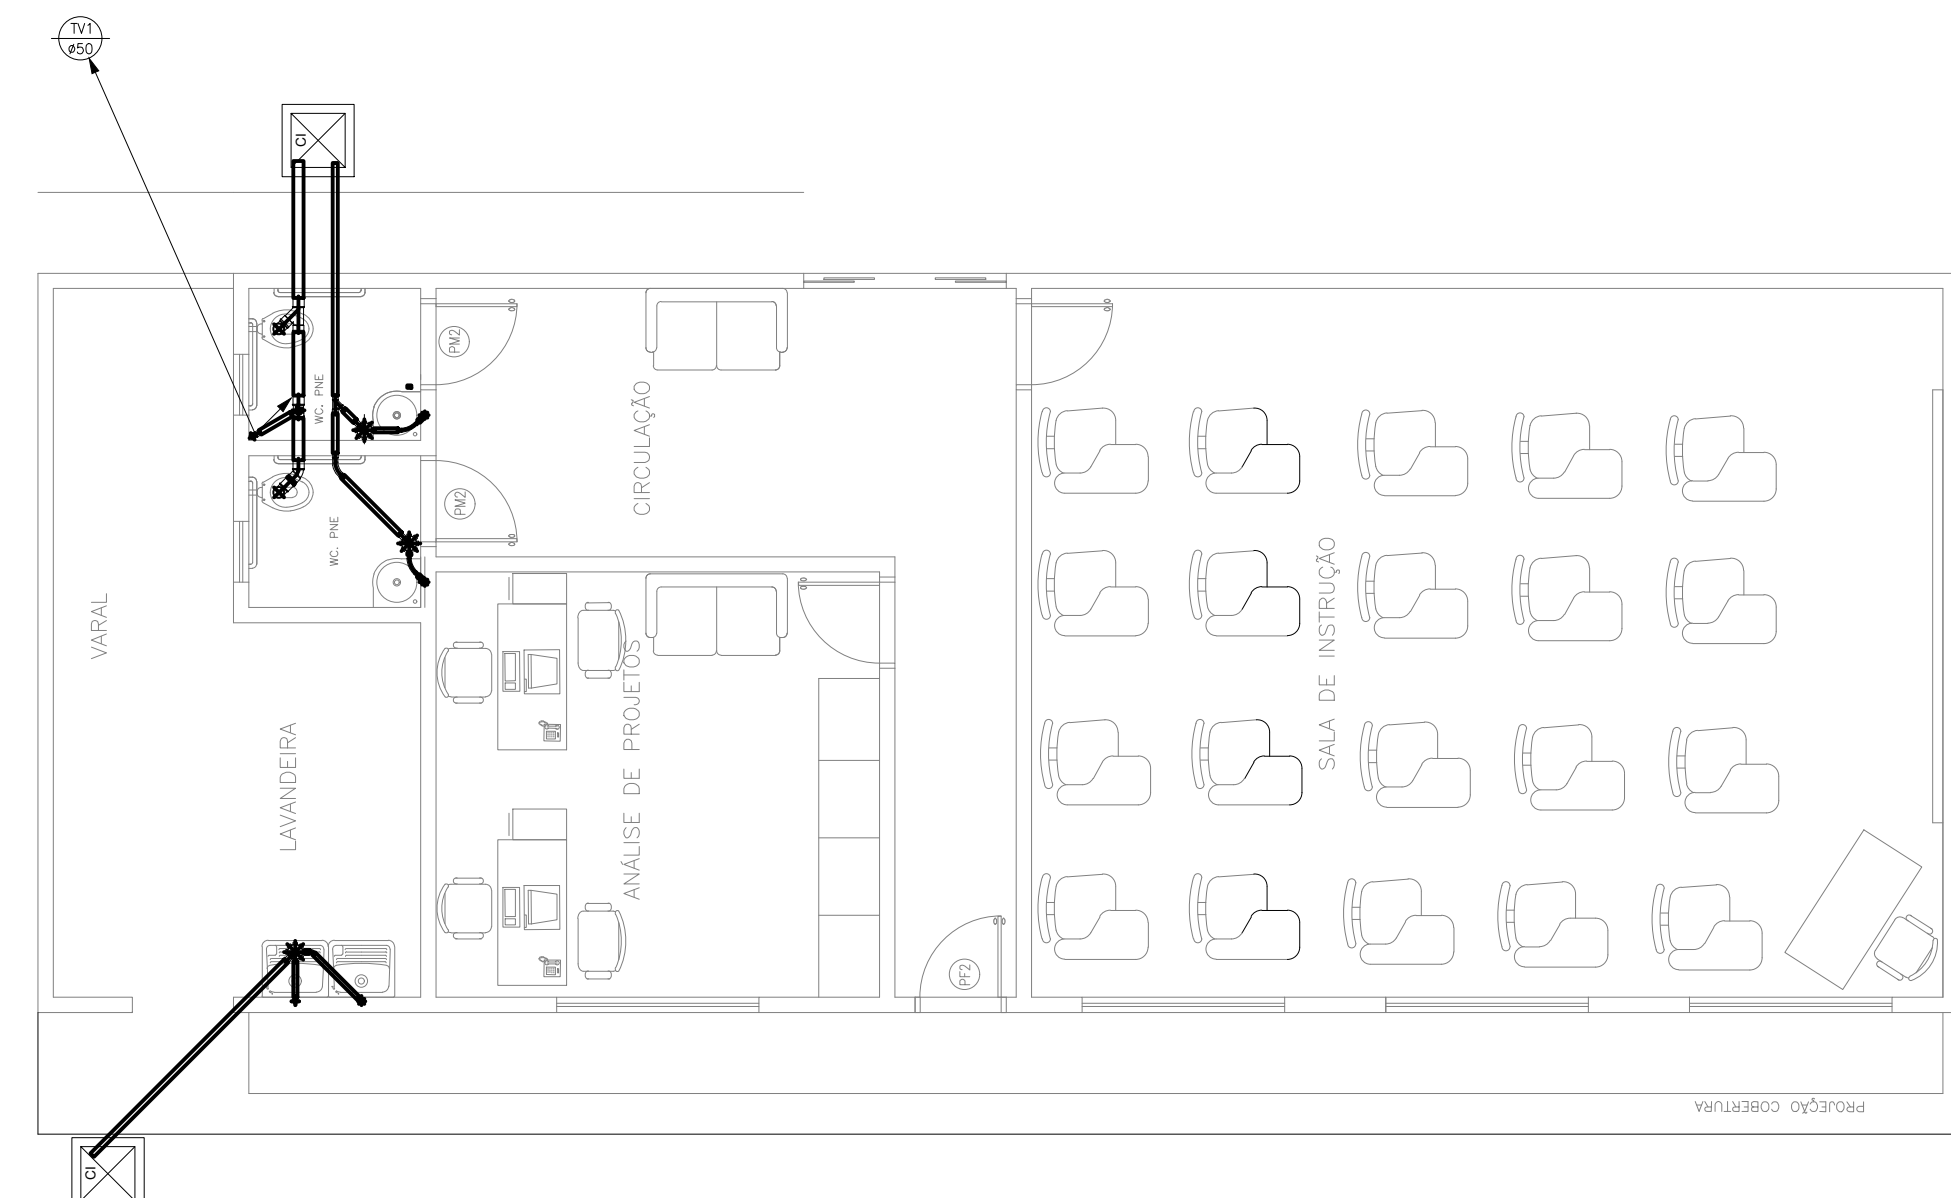 TV1
ø50
CI
PM2
WC. PNE
CIRCULAÇÃO
PM2
WC. PNE
VARAL
SALA DE INSTRUÇÃO
LAVANDEIRA
ANÁLISE DE PROJETOS
PF2
PROJEÇÃO COBERTURA
CI